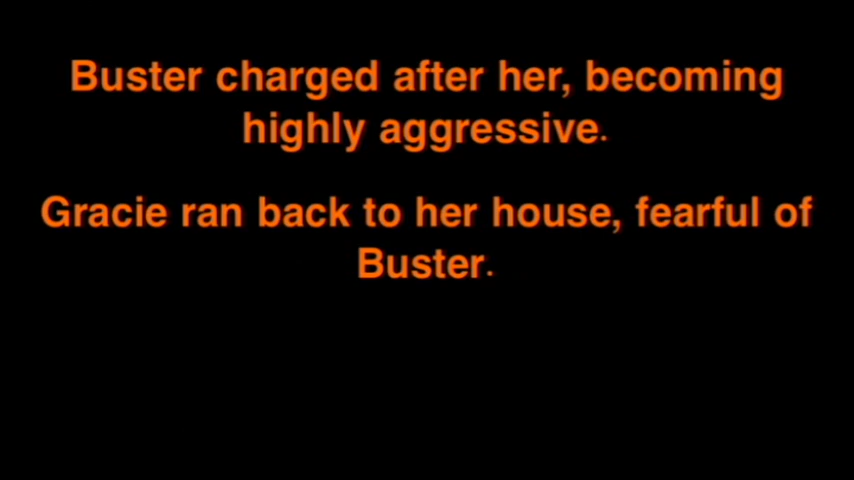 Buster charged after her, becoming
highly aggressive.
Gracie ran back to her house, fearful of
Buster.